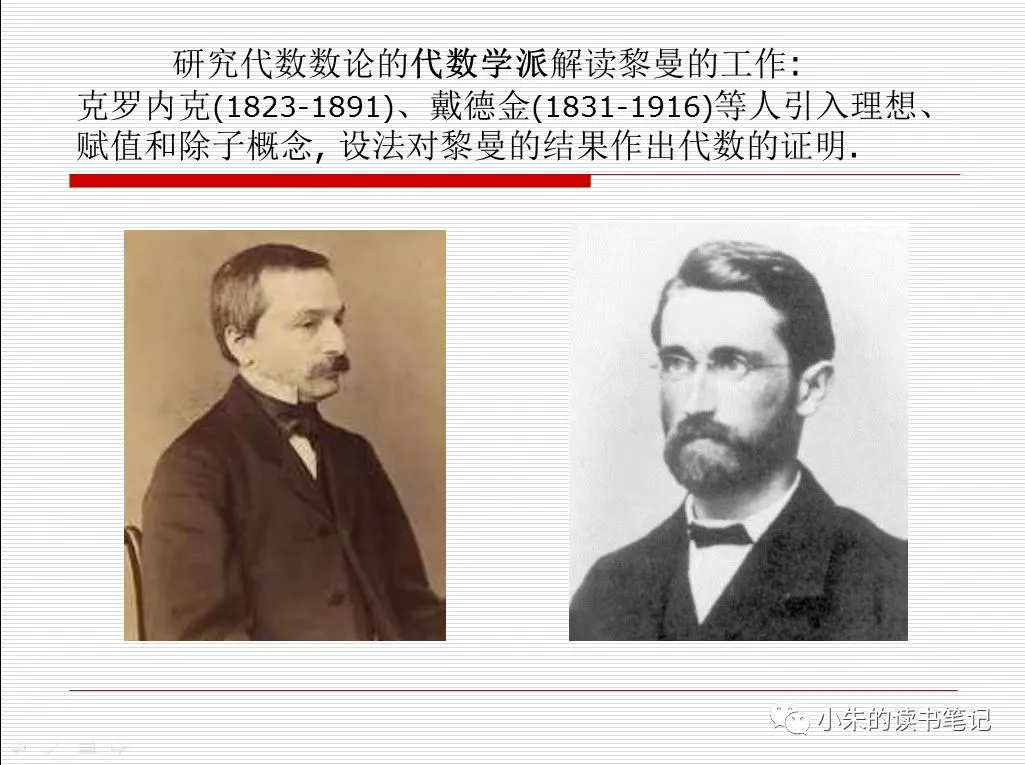 研究代数数论的代数学派解读黎曼的工作:
克罗内克(1823-1891)、戴德金(1831-1916)等人引入理想、
赋值和除子概念, 设法对黎曼的结果作出代数的证明.
小朱的读书笔记